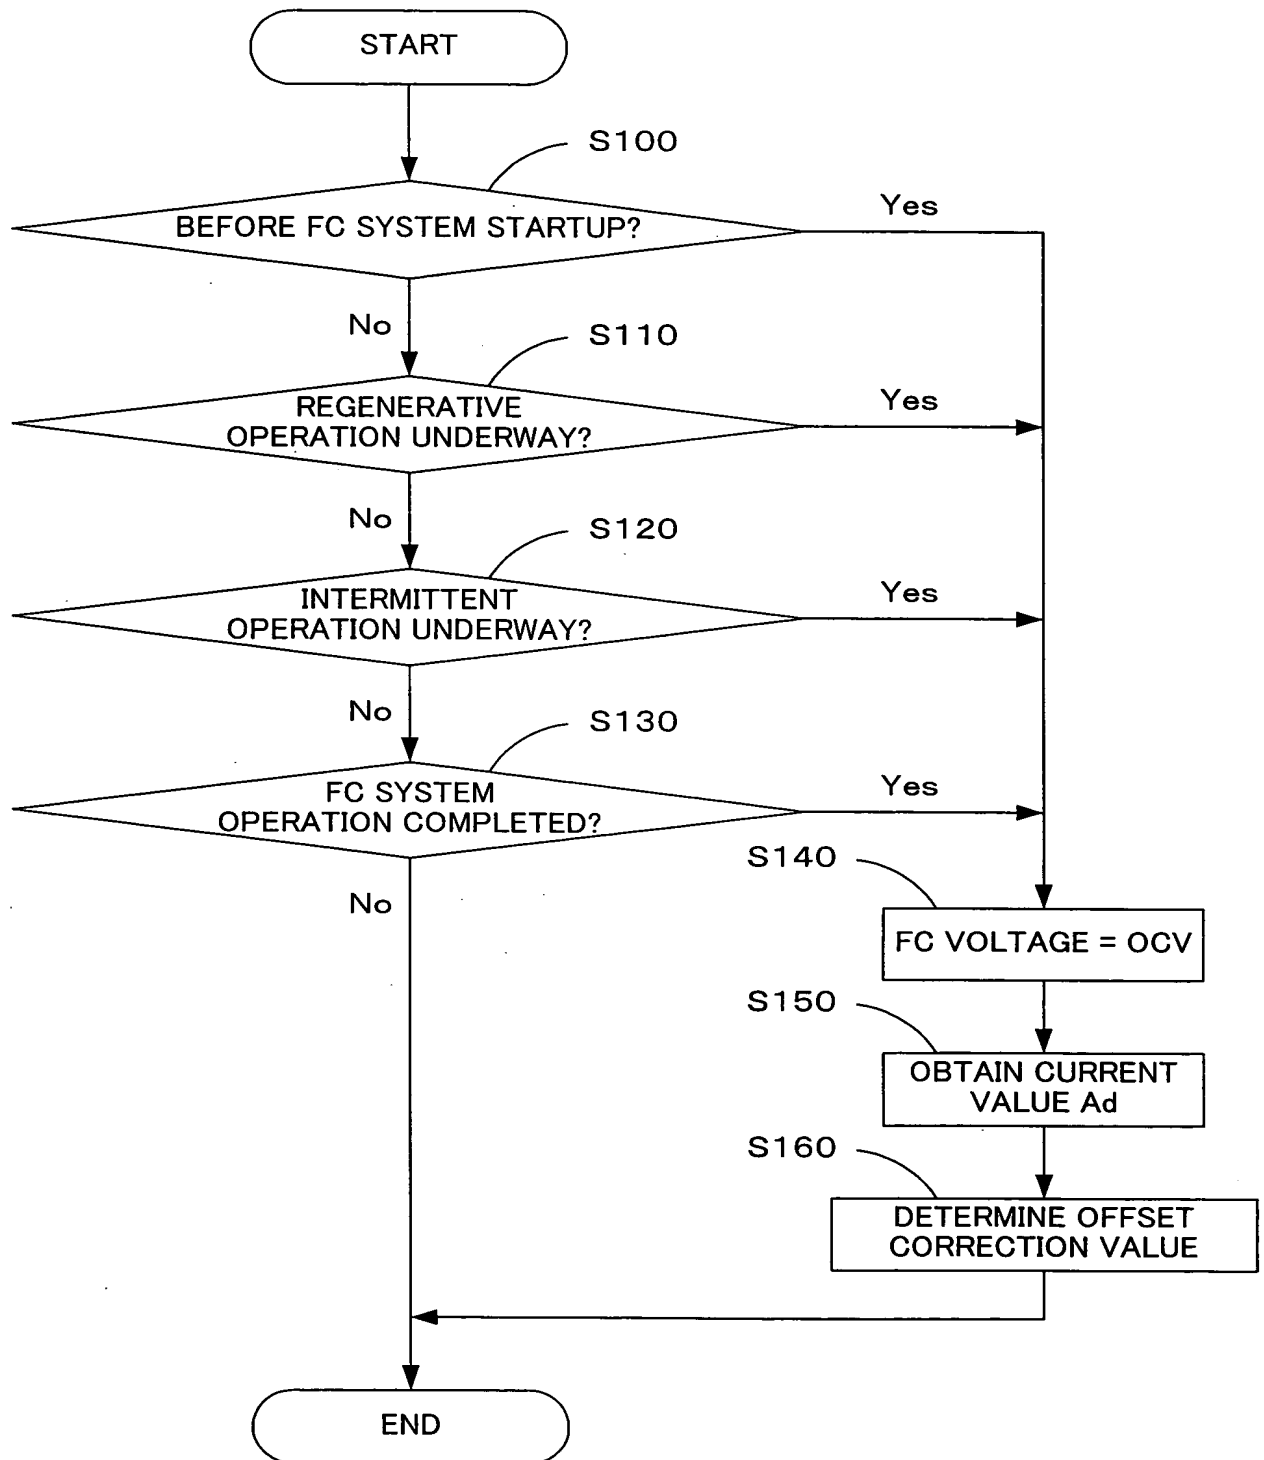 START
S100
BEFORE FC SYSTEM STARTUP?
Yes
No
S110
REGENERATIVE
OPERATION UNDERWAY?
Yes
No
S120
INTERMITTENT
OPERATION UNDERWAY?
Yes
No
S130
FC SYSTEM
OPERATION COMPLETED?
Yes
No
S140
FC VOLTAGE = OCV
S150
OBTAIN CURRENT
VALUE Ad
S160
DETERMINE OFFSET
CORRECTION VALUE
END